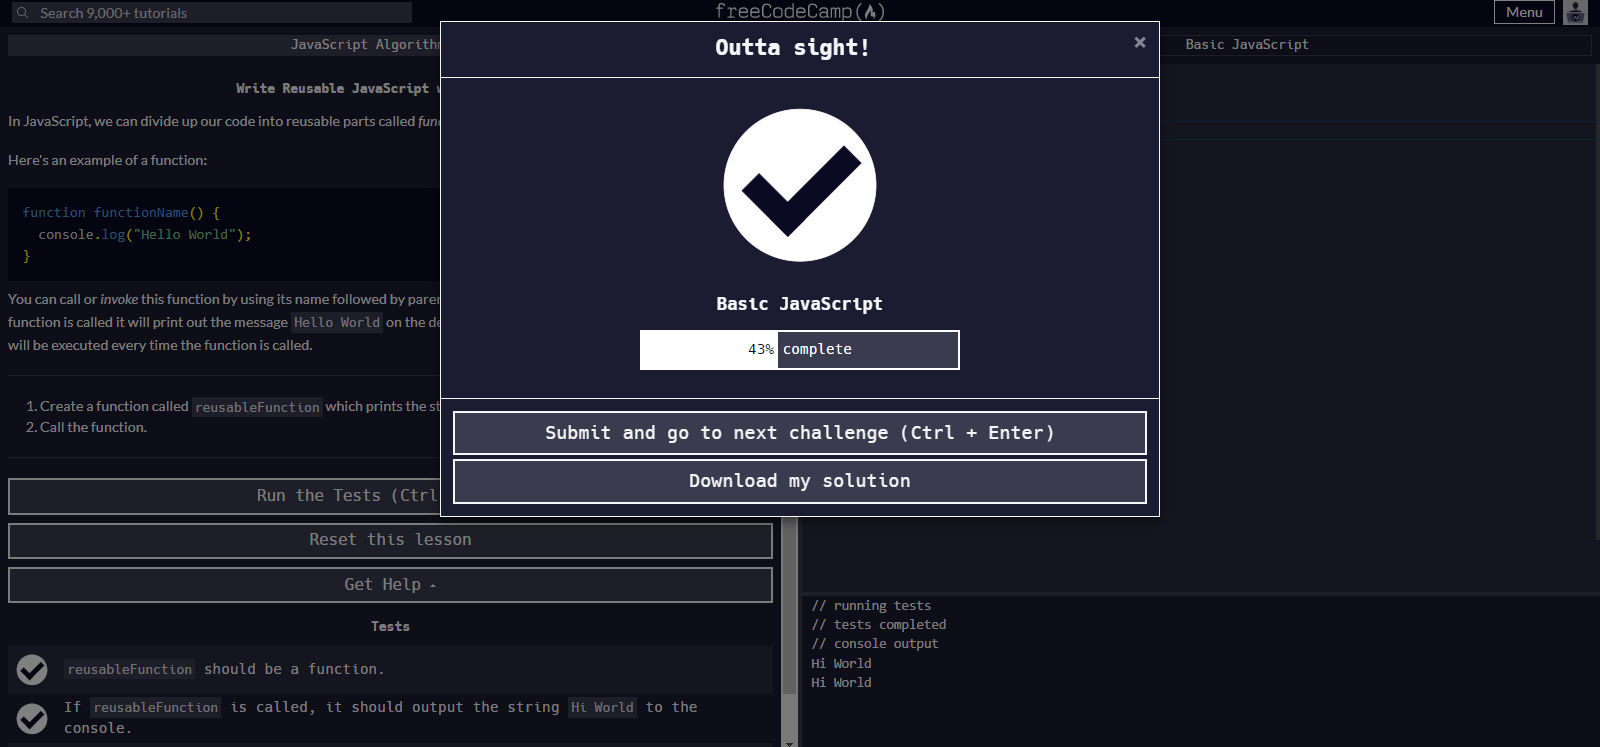 Search 9,000+ tutorials
freeCodeCamp
Menu
JavaScript Algorith
Basic JavaScript
Outta sight!
×
Write Reusable JavaScript
In JavaScript, we can divide up our code into reusable parts called
Here's an example of a function:
function functionName() {
console.log("Hello World");
}
You can call or invoke this function by using its name followed by
function is called it will print out the message Hello World on the
will be executed every time the function is called.
Basic JavaScript
43% complete
1. Create a function called reusableFunction which prints the
2. Call the function.
Submit and go to next challenge (Ctrl + Enter)
Download my solution
Run the Tests (Ctrl
Reset this lesson
Get Help
Tests
reusableFunction should be a function.
If reusableFunction is called, it should output the string Hi World to the
console.
// running tests
// tests completed
// console output
Hi World
Hi World